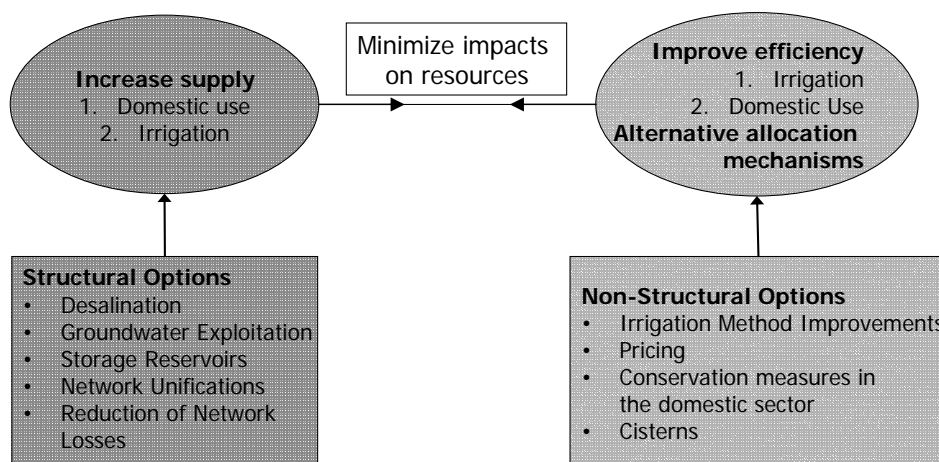 Increase supply
1. Domestic use
2. Irrigation
Minimize impacts
on resources
Improve efficiency
1. Irrigation
2. Domestic Use
Alternative allocation
mechanisms
Structural Options
• Desalination
• Groundwater Exploitation
• Storage Reservoirs
• Network Unifications
• Reduction of Network
Losses
Non-Structural Options
• Irrigation Method Improvements
• Pricing
• Conservation measures in
the domestic sector
• Cisterns